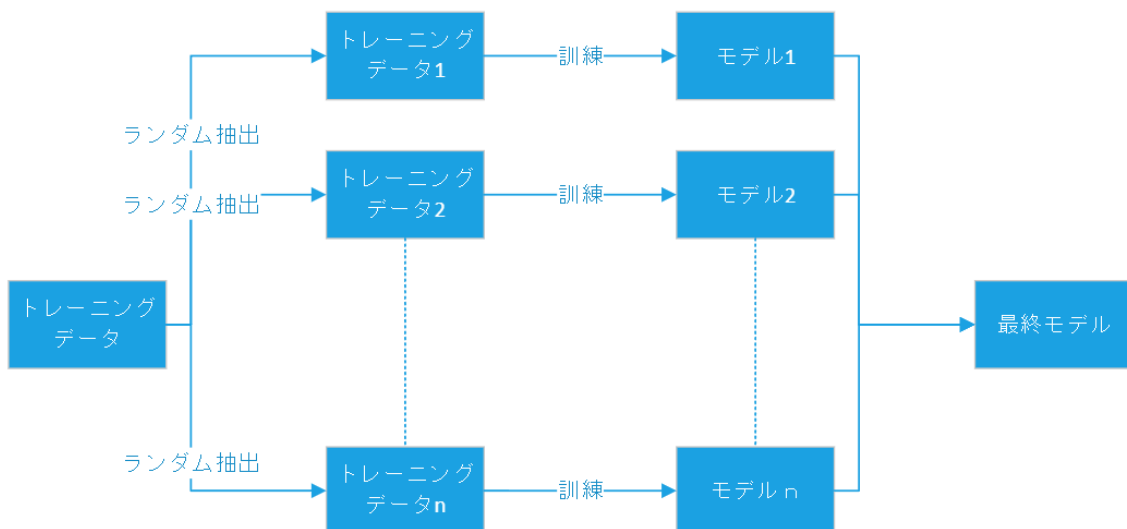 トレーニング
データ1
訓練
モデル1
ランダム抽出
ランダム抽出
トレーニング
データ2
訓練
モデル2
トレーニング
データ
最終モデル
ランダム抽出
トレーニング
データn
訓練
モデルn